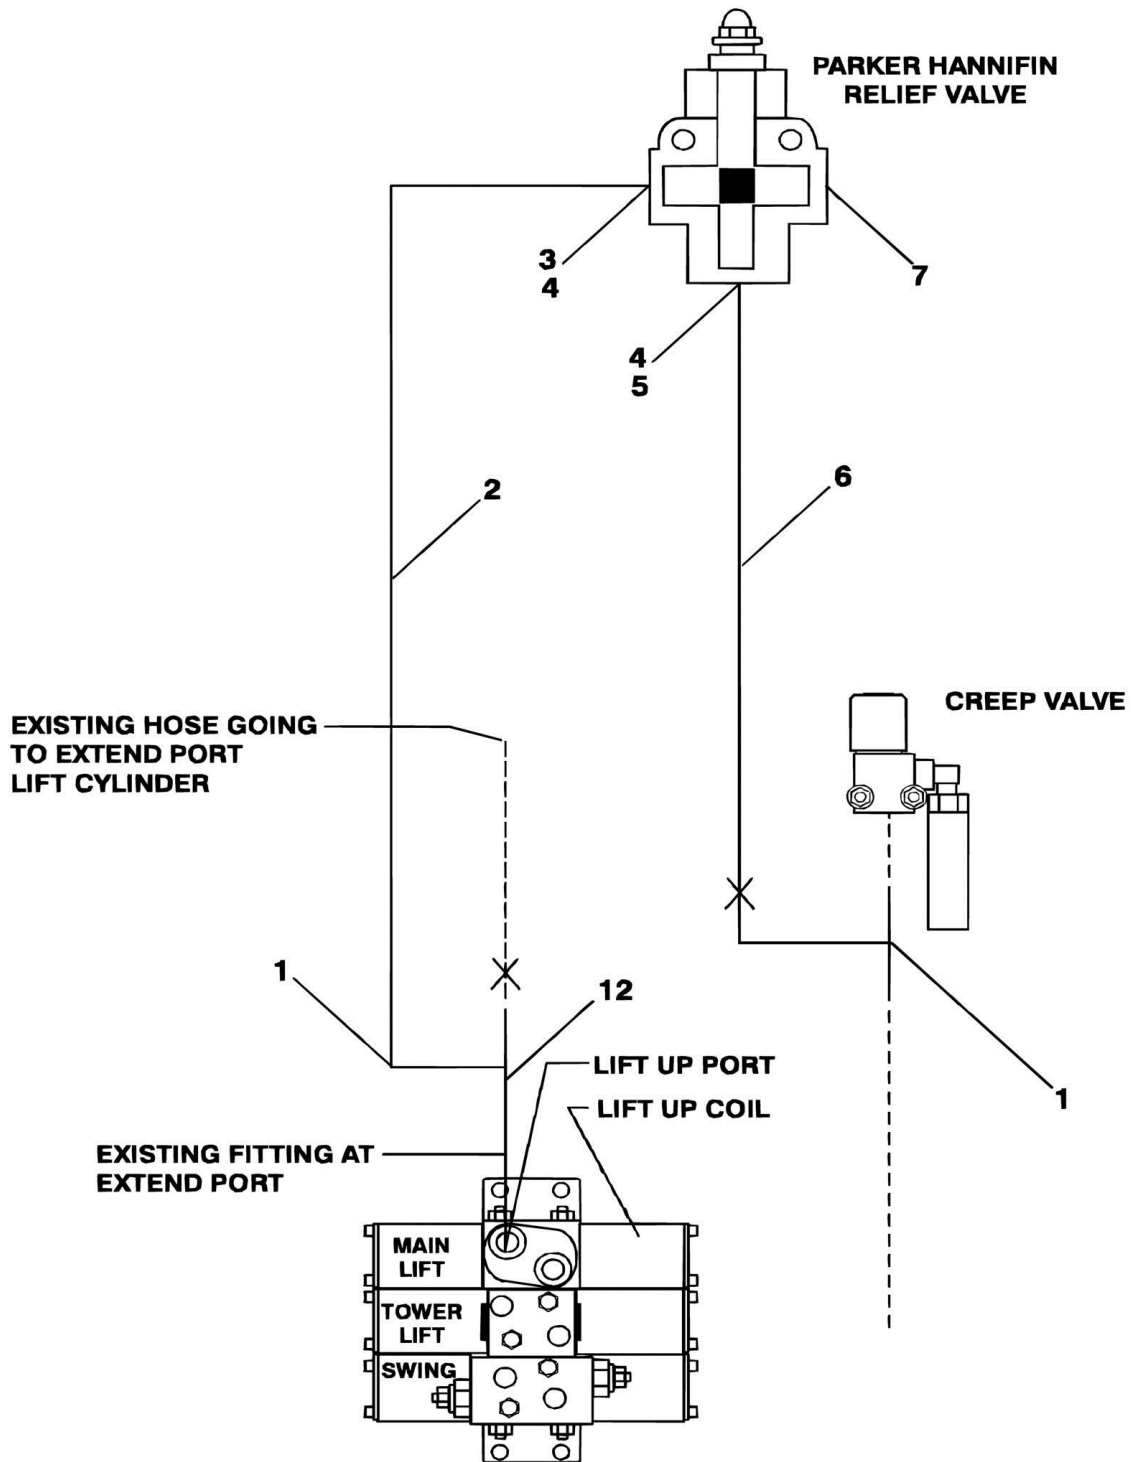 PARKER HANNIFIN
RELIEF VALVE
3
4
7
4
5
2
6
EXISTING HOSE GOING
TO EXTEND PORT
LIFT CYLINDER
CREEP VALVE
1
12
LIFT UP PORT
LIFT UP COIL
1
EXISTING FITTING AT
EXTEND PORT
MAIN
LIFT
TOWER
LIFT
SWING